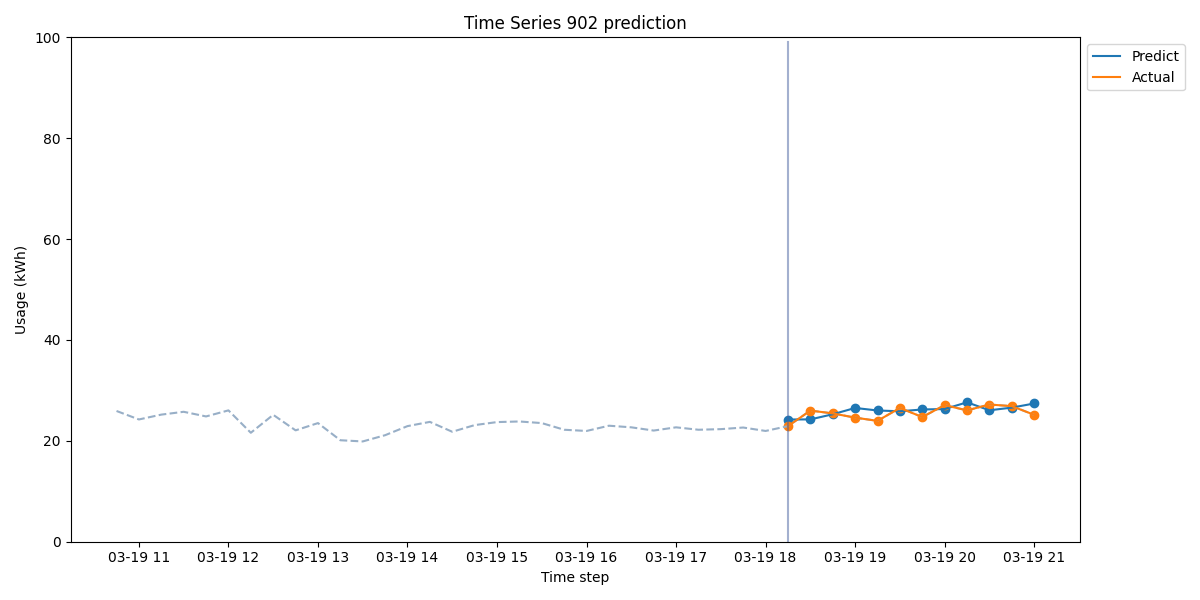 Time Series 902 prediction
100
80
60
40
20
0
Usage (kWh)
03-19 11 03-19 12 03-19 13 03-19 14 03-19 15 03-19 16 03-19 17 03-19 18 03-19 19 03-19 20 03-19 21
Time step
Predict
Actual